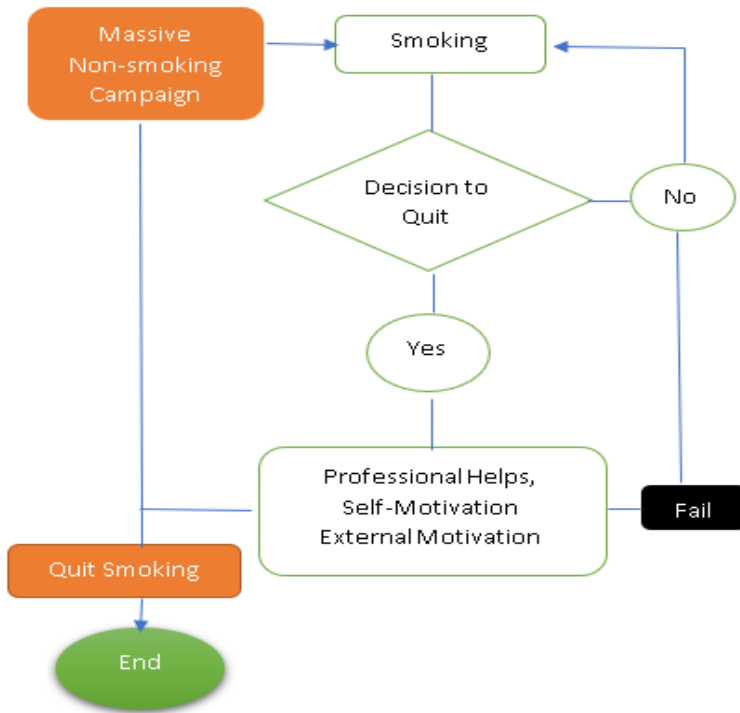 Massive
Non-smoking
Campaign
Smoking
Decision to
Quit
No
Yes
Professional Helps,
Self-Motivation
External Motivation
Fail
Quit Smoking
End